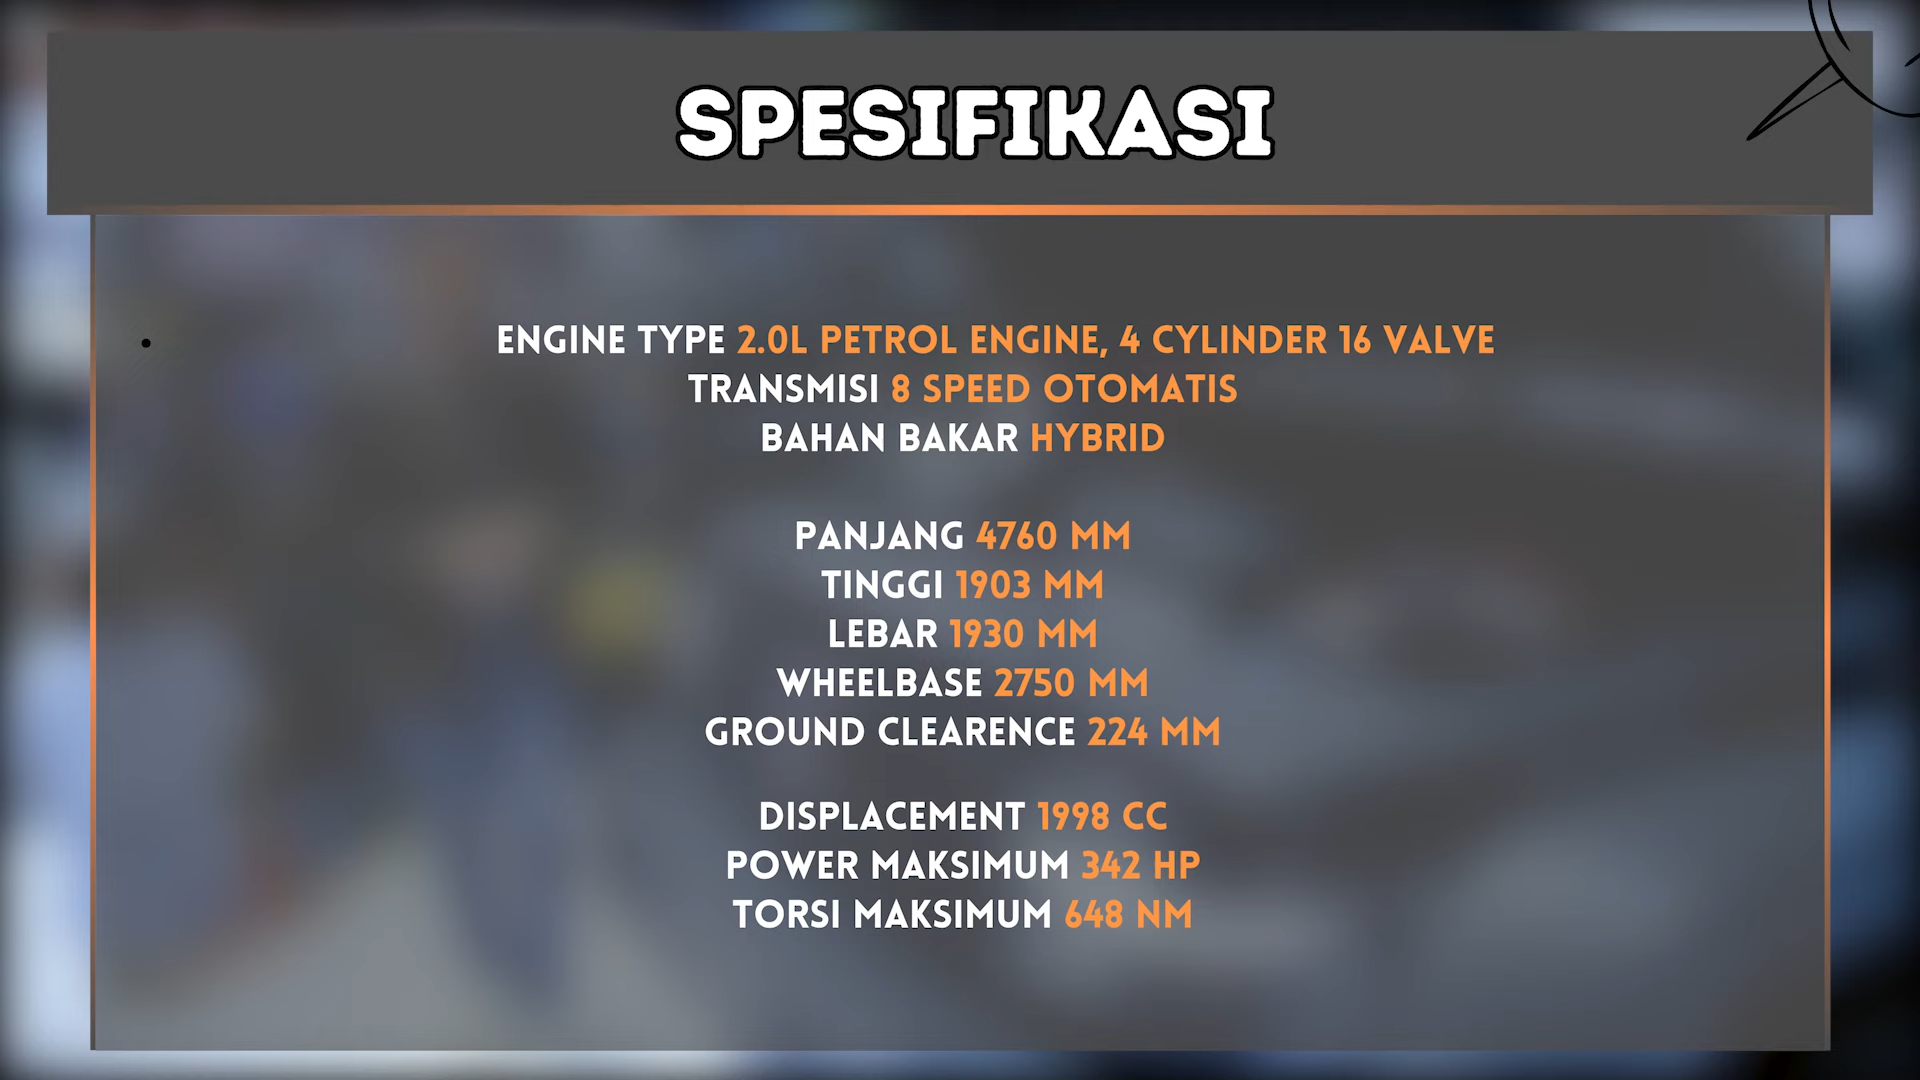 SPESIFIKASI
ENGINE TYPE 2.0L PETROL ENGINE, 4 CYLINDER 16 VALVE
TRANSMISI 8 SPEED OTOMATIS
BAHAN BAKAR HYBRID
PANJANG 4760 MM
TINGGI 1903 MM
LEBAR 1930 MM
WHEELBASE 2750 MM
GROUND CLEARENCE 224 MM
DISPLACEMENT 1998 CC
POWER MAKSIMUM 342 HP
TORSI MAKSIMUM 648 NM